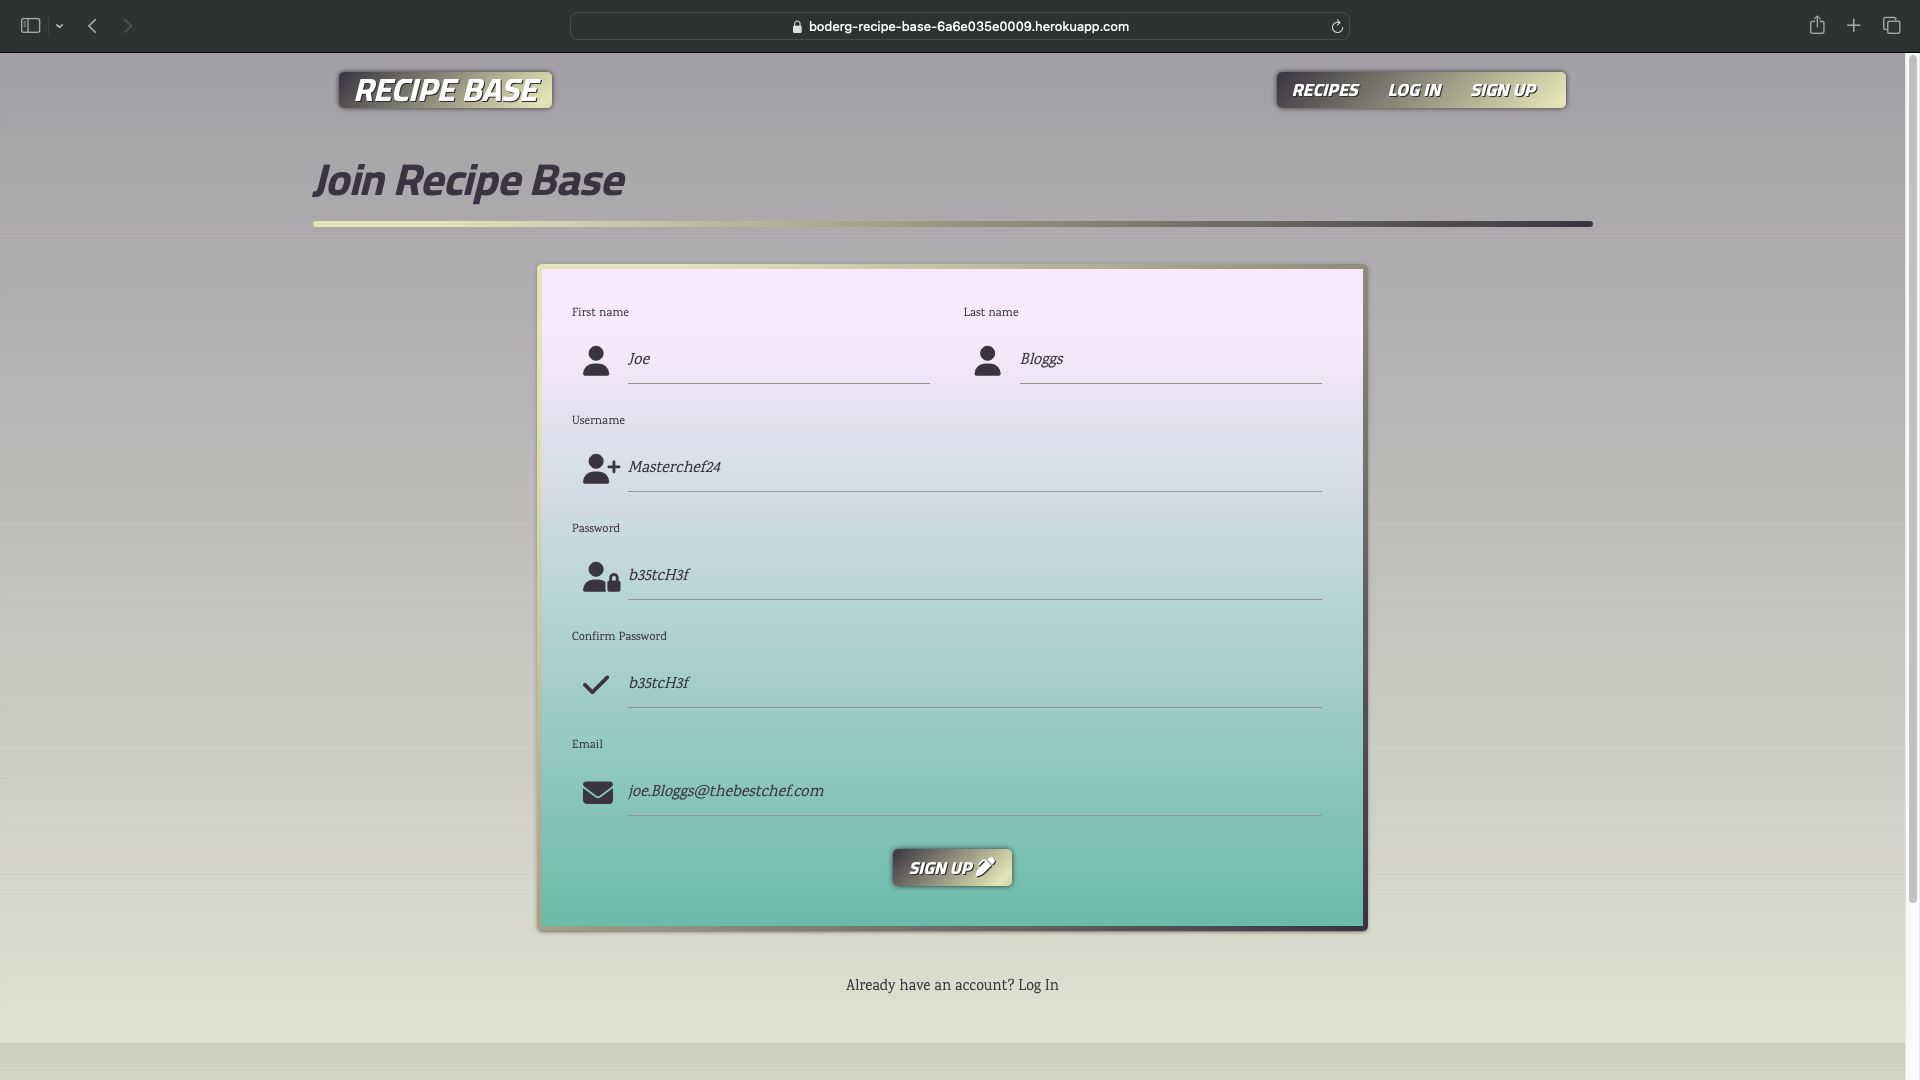 boderg-recipe-base-6a6e035e0009.herokuapp.com
RECIPE BASE
RECIPES LOG IN SIGN UP
Join Recipe Base
First name Last name
Joe Bloggs
Username
Masterchef24
Password
b35tcH3f
Confirm Password
b35tcH3f
Email
joe.Bloggs@thebestchef.com
SIGN UP
Already have an account? Log In